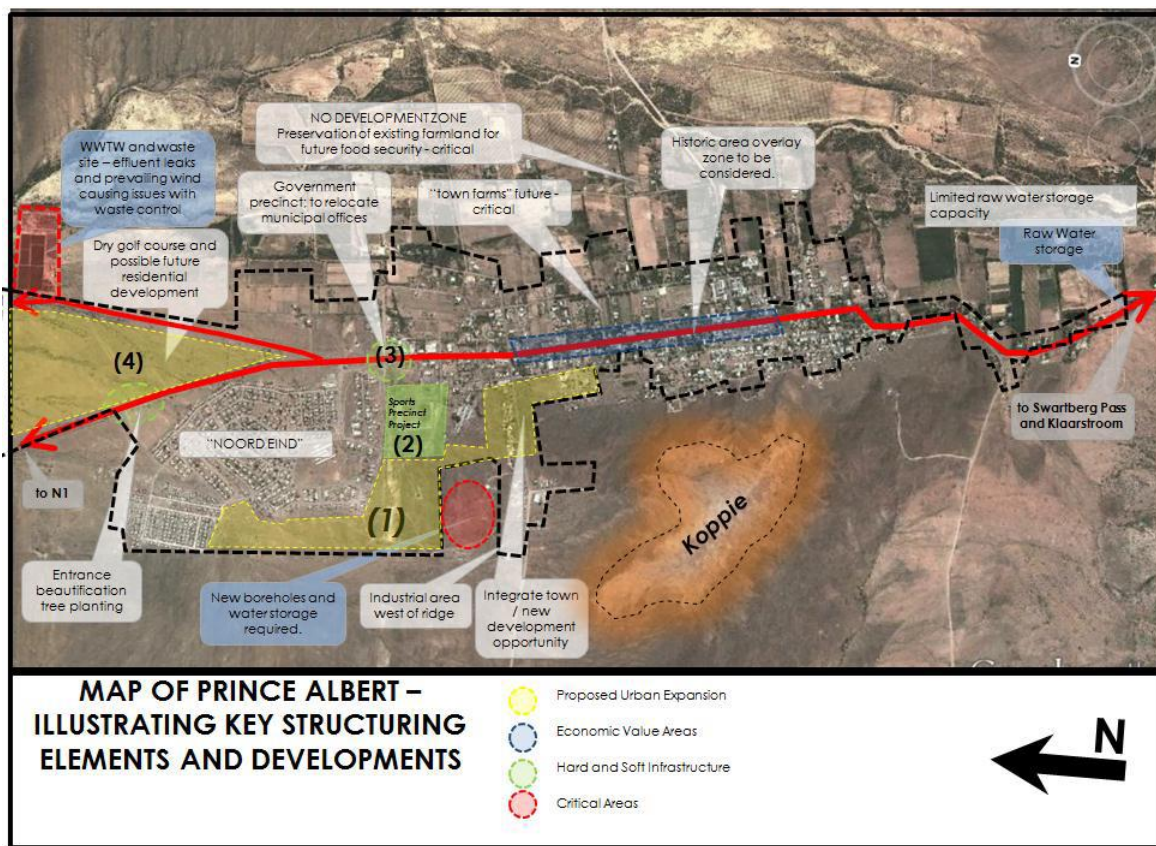 N
NO DEVELOPMENT ZONE
Preservation of existing farmland for
future food security - critical
WWTW and waste
site – effluent leaks
and prevailing wind
causing issues with
waste control
Government
precinct: to relocate
municipal offices
"town farms" future -
critical
Historic area overlay
zone to be
considered.
Limited raw water storage
capacity
Raw Water
storage
Dry golf course and
possible future
residential
development
(4)
(3)
Sports
Precinct
Project
(2)
"NOORD EIND"
(1)
to N1
to Swartberg Pass
and Klaarstroom
Koppie
Entrance
beautification
tree planting
New boreholes and
water storage
required.
Industrial area
west of ridge
Integrate town
/ new
development
opportunity
MAP OF PRINCE ALBERT –
ILLUSTRATING KEY STRUCTURING
ELEMENTS AND DEVELOPMENTS
Proposed Urban Expansion
Economic Value Areas
Hard and Soft Infrastructure
Critical Areas
N